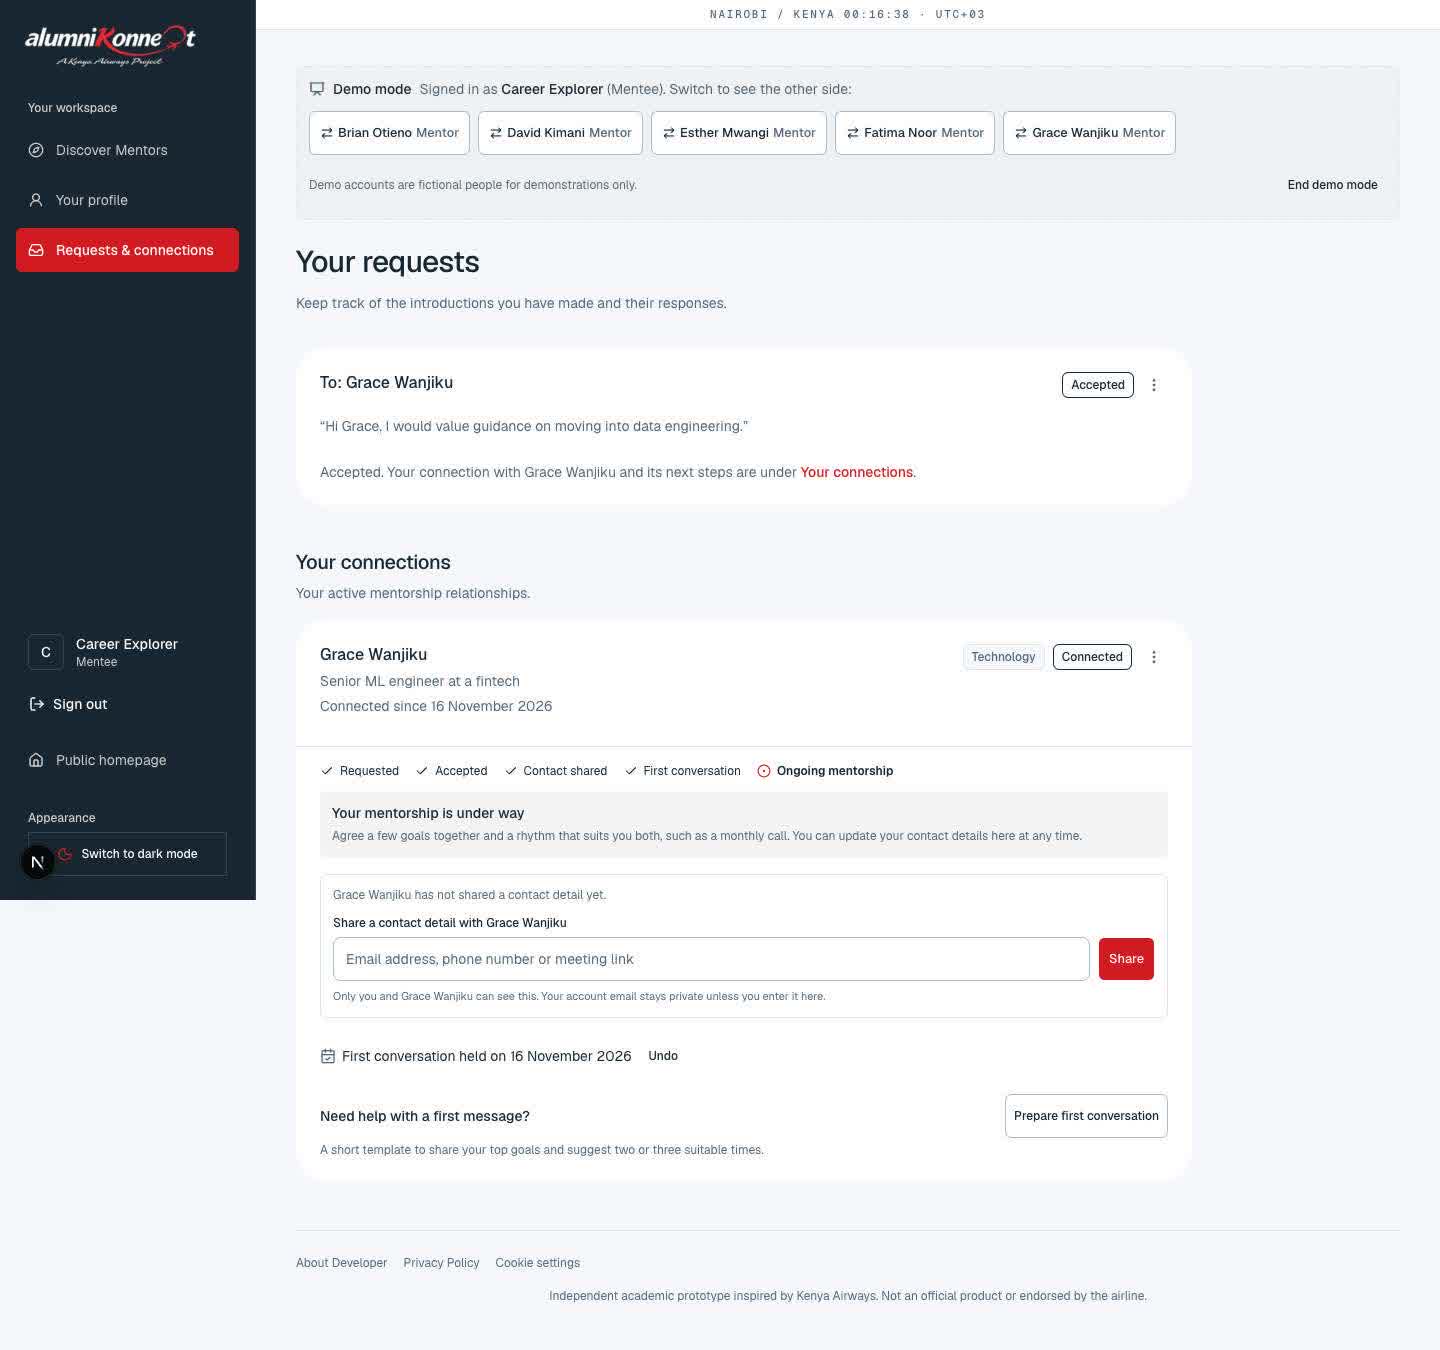 NAIROBI / KENYA 00:16:38 · UTC+03
alumniKonnect
A Kenya Airways Project
Your workspace
Discover Mentors
Your profile
Requests & connections
Career Explorer
C
Mentee
Sign out
Public homepage
Appearance
N
Switch to dark mode
Demo mode Signed in as Career Explorer (Mentee). Switch to see the other side:
Brian Otieno Mentor
David Kimani Mentor
Esther Mwangi Mentor
Fatima Noor Mentor
Grace Wanjiku Mentor
Demo accounts are fictional people for demonstrations only.
End demo mode
Your requests
Keep track of the introductions you have made and their responses.
To: Grace Wanjiku
Accepted
“Hi Grace, I would value guidance on moving into data engineering.”
Accepted. Your connection with Grace Wanjiku and its next steps are under Your connections.
Your connections
Your active mentorship relationships.
Grace Wanjiku
Technology
Connected
Senior ML engineer at a fintech
Connected since 16 November 2026
Requested
Accepted
Contact shared
First conversation
Ongoing mentorship
Your mentorship is under way
Agree a few goals together and a rhythm that suits you both, such as a monthly call. You can update your contact details here at any time.
Grace Wanjiku has not shared a contact detail yet.
Share a contact detail with Grace Wanjiku
Email address, phone number or meeting link
Share
Only you and Grace Wanjiku can see this. Your account email stays private unless you enter it here.
First conversation held on 16 November 2026
Undo
Need help with a first message?
Prepare first conversation
A short template to share your top goals and suggest two or three suitable times.
About Developer
Privacy Policy
Cookie settings
Independent academic prototype inspired by Kenya Airways. Not an official product or endorsed by the airline.